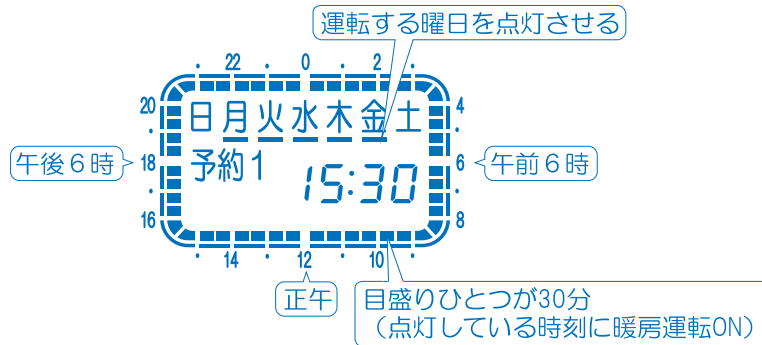 運転する曜日を点灯させる
・ 22 ・ 0 ・ 2 ・
20 日月火水木金土 4
・ ・
午後6時 18 予約1 15:30 6 午前6時
・ ・
16 8
・ 14 ・ 12 ・ 10 ・
正午
目盛りひとつが30分
(点灯している時刻に暖房運転ON)